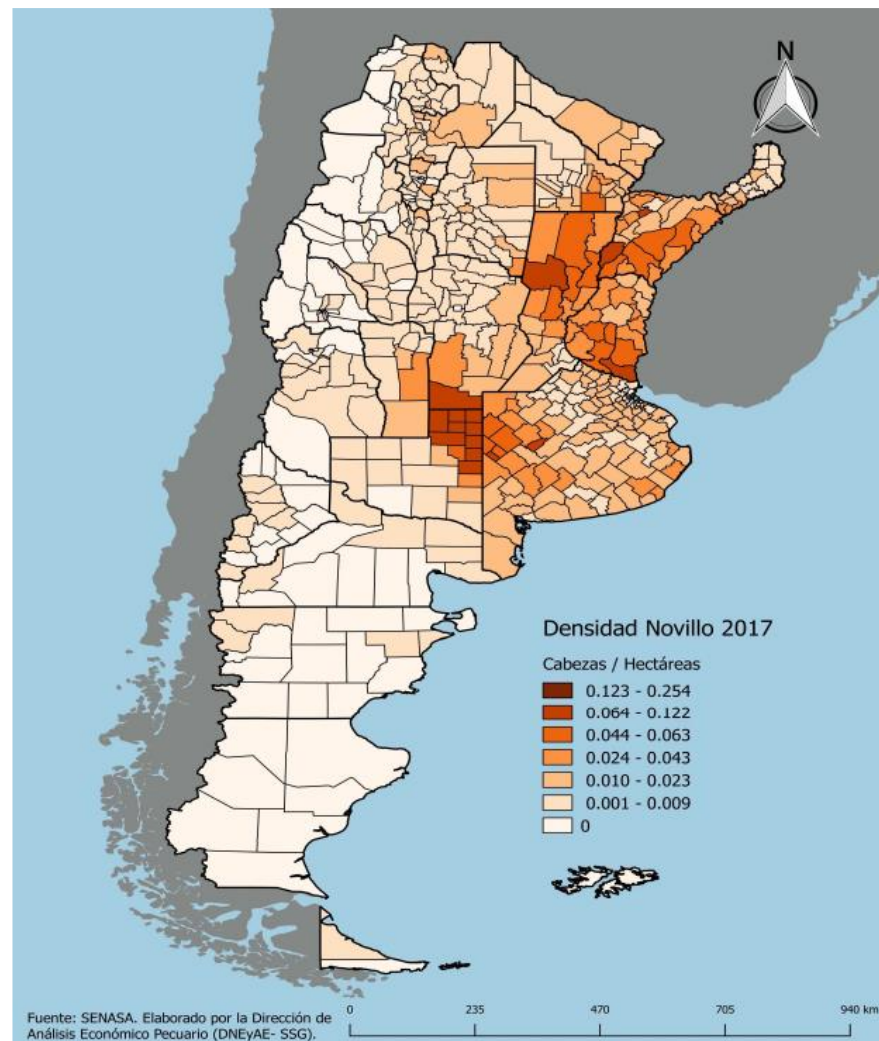 N
Densidad Novillo 2017
Cabezas / Hectáreas
0.123 - 0.254
0.064 - 0.122
0.044 - 0.063
0.024 - 0.043
0.010 - 0.023
0.001 - 0.009
0
Fuente: SENASA. Elaborado por la Dirección de
Análisis Económico Pecuario (DNEyAE- SSG).
0 235 470 705 940 km